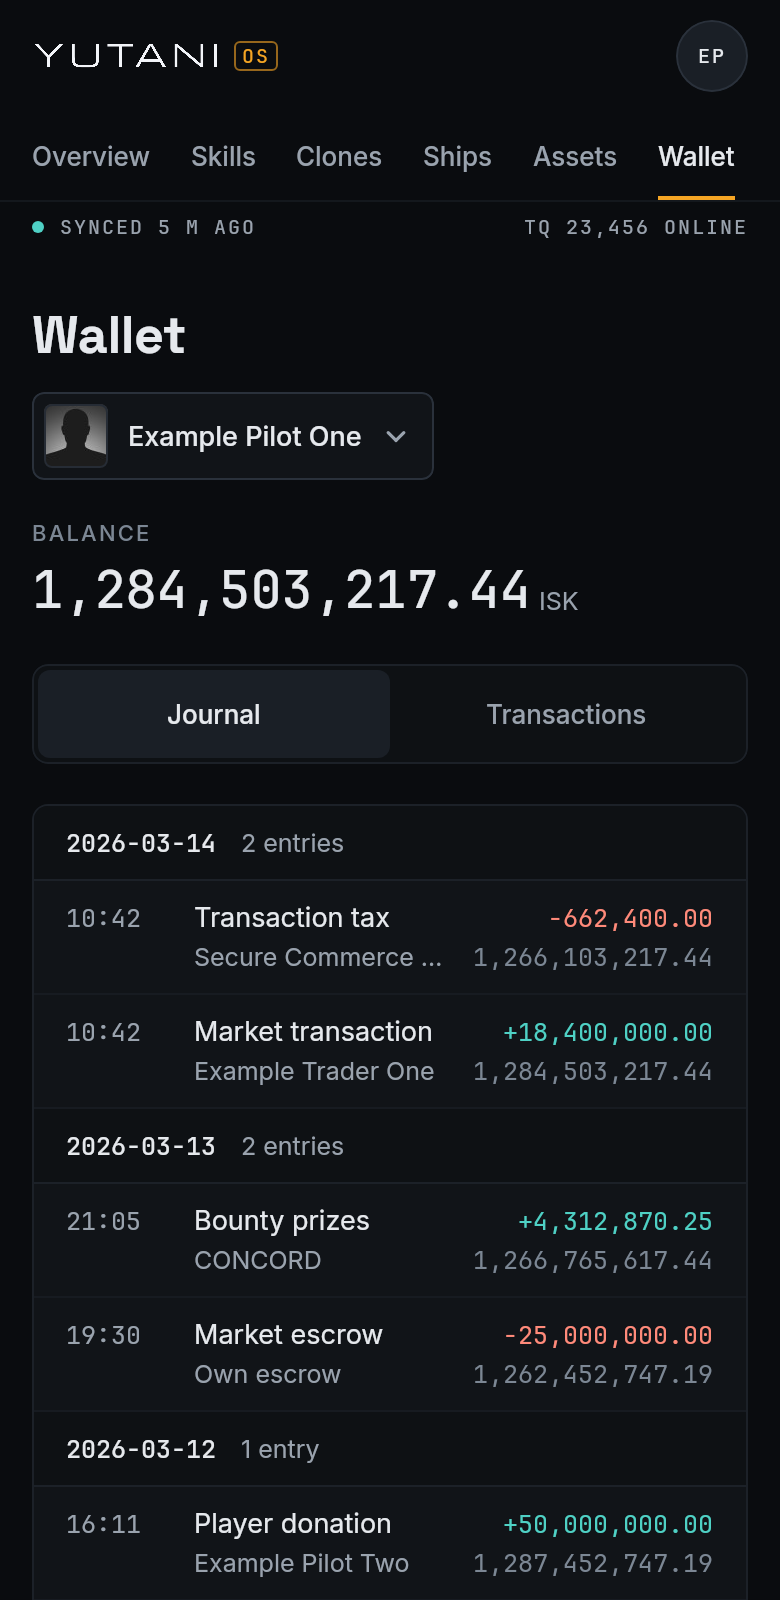 YUTANI OS
EP
Overview Skills Clones Ships Assets Wallet
SYNCED 5 M AGO TQ 23,456 ONLINE
Wallet
Example Pilot One
BALANCE
1,284,503,217.44 ISK
Journal Transactions
2026-03-14 2 entries
10:42 Transaction tax -662,400.00
Secure Commerce ... 1,266,103,217.44
10:42 Market transaction +18,400,000.00
Example Trader One 1,284,503,217.44
2026-03-13 2 entries
21:05 Bounty prizes +4,312,870.25
CONCORD 1,266,765,617.44
19:30 Market escrow -25,000,000.00
Own escrow 1,262,452,747.19
2026-03-12 1 entry
16:11 Player donation +50,000,000.00
Example Pilot Two 1,287,452,747.19